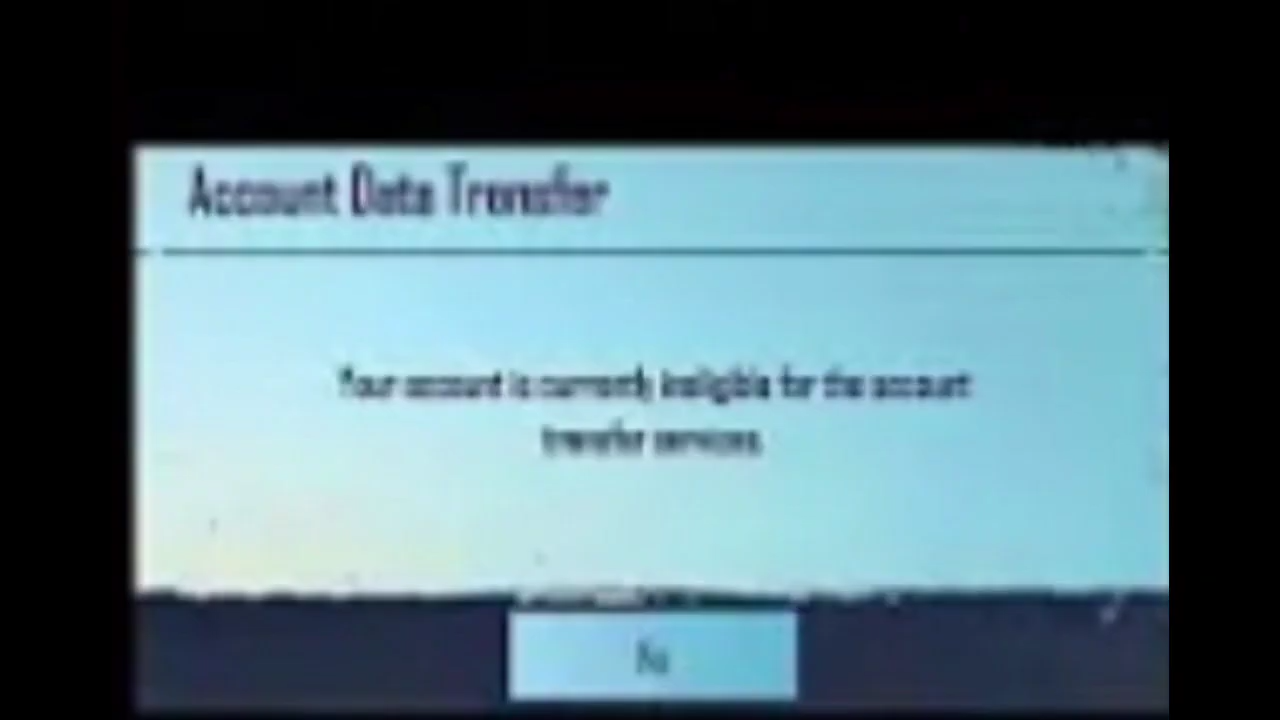 Account Data Transfer
Your account is currently ineligible for the account
transfer services.